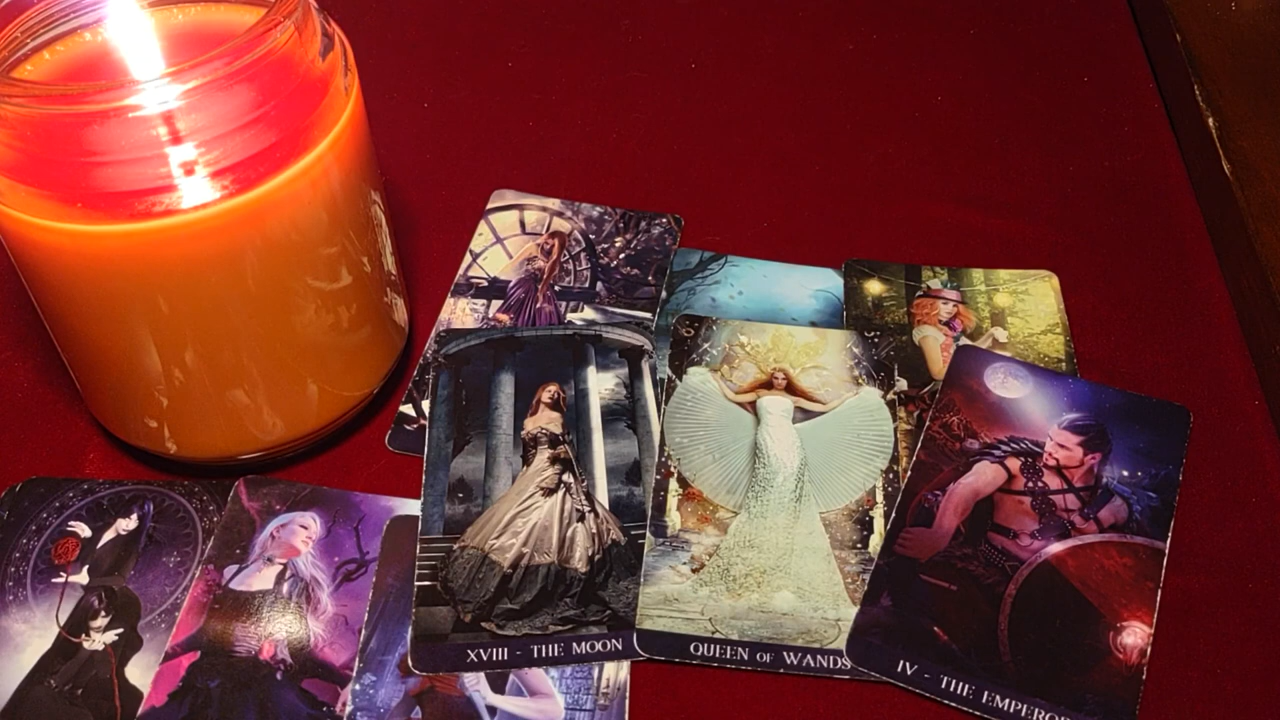 XVIII - THE MOON
QUEEN OF WANDS
IV - THE EMPEROR